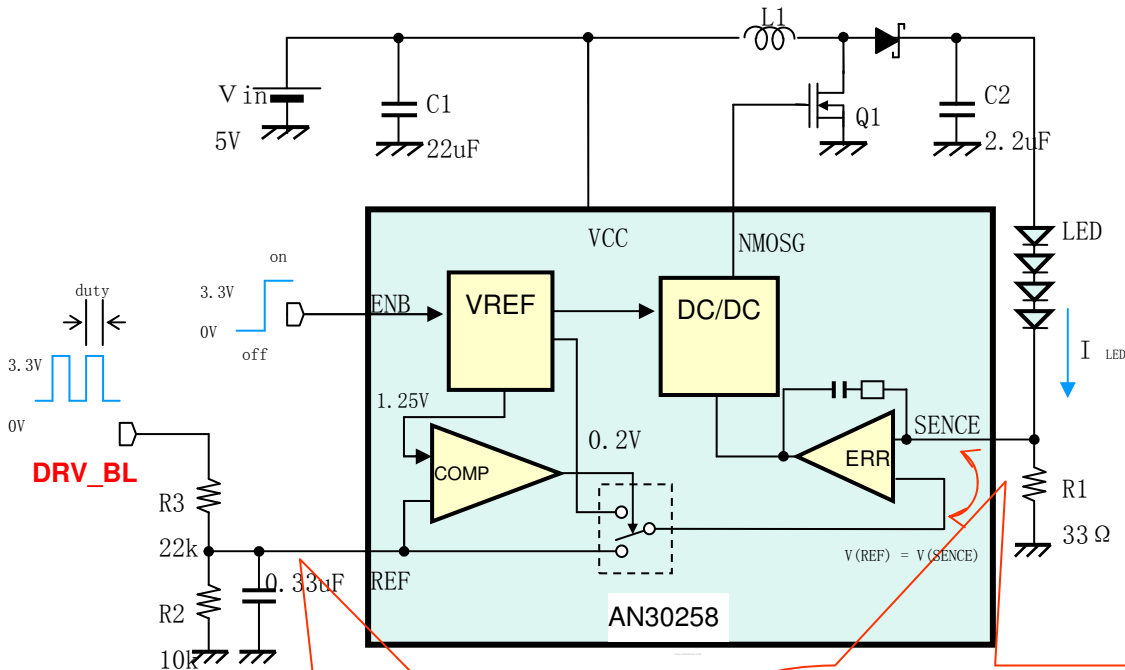 L1
Vin
5V
C1
22uF
Q1
C2
2.2uF
VCC
NMOSG
LED
on
duty
3.3V
ENB
VREF
DC/DC
0V
off
3.3V
I LED
0V
1.25V
SENCE
0.2V
DRV_BL
COMP
ERR
R3
R1
22k
33Ω
V(REF) = V(SENCE)
0.33uF
REF
R2
AN30258
10k